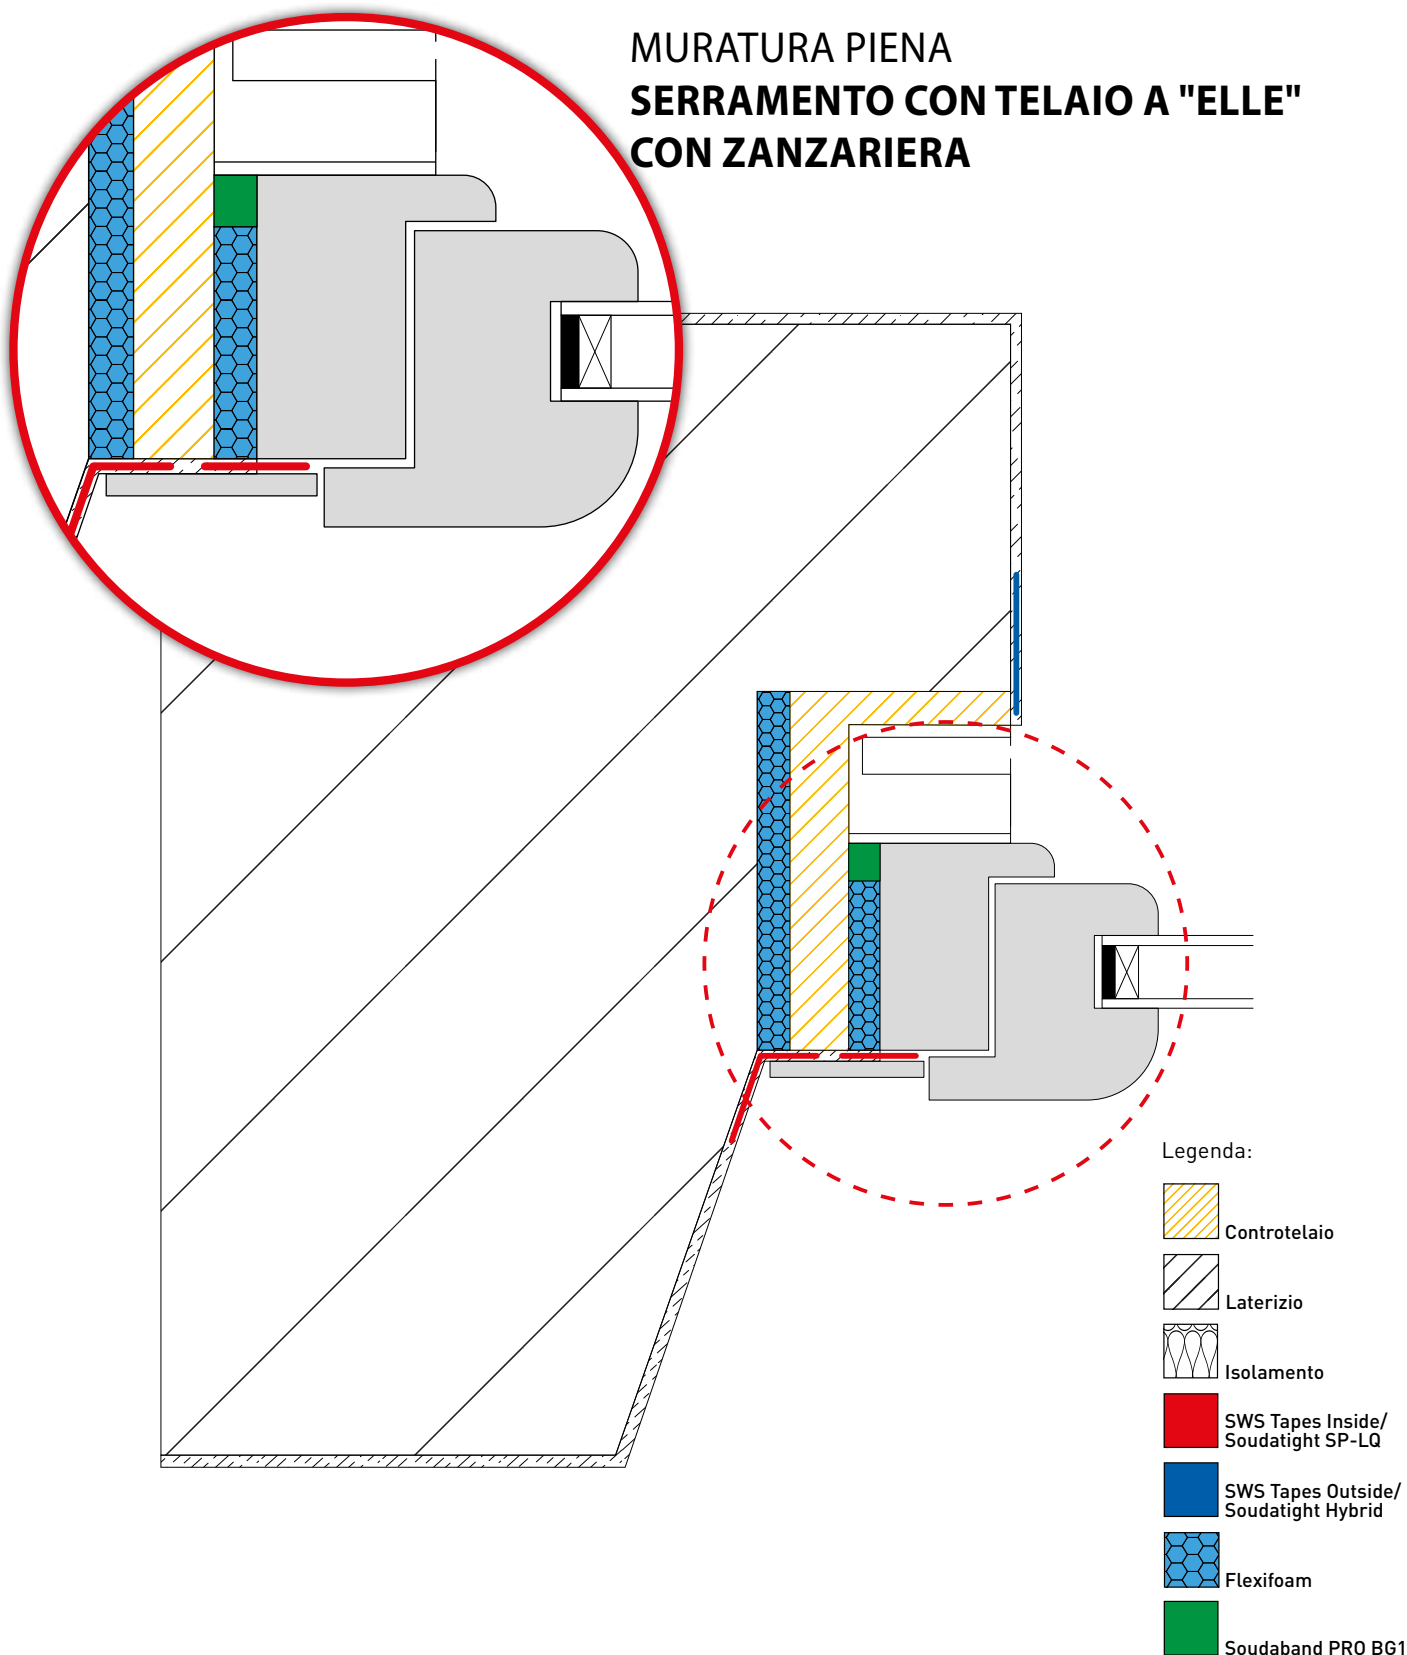 MURATURA PIENA
SERRAMENTO CON TELAIO A "ELLE"
CON ZANZARIERA
Legenda:
Controtelaio
Laterizio
Isolamento
SWS Tapes Inside/
Soudatight SP-LQ
SWS Tapes Outside/
Soudatight Hybrid
Flexifoam
Soudaband PRO BG1